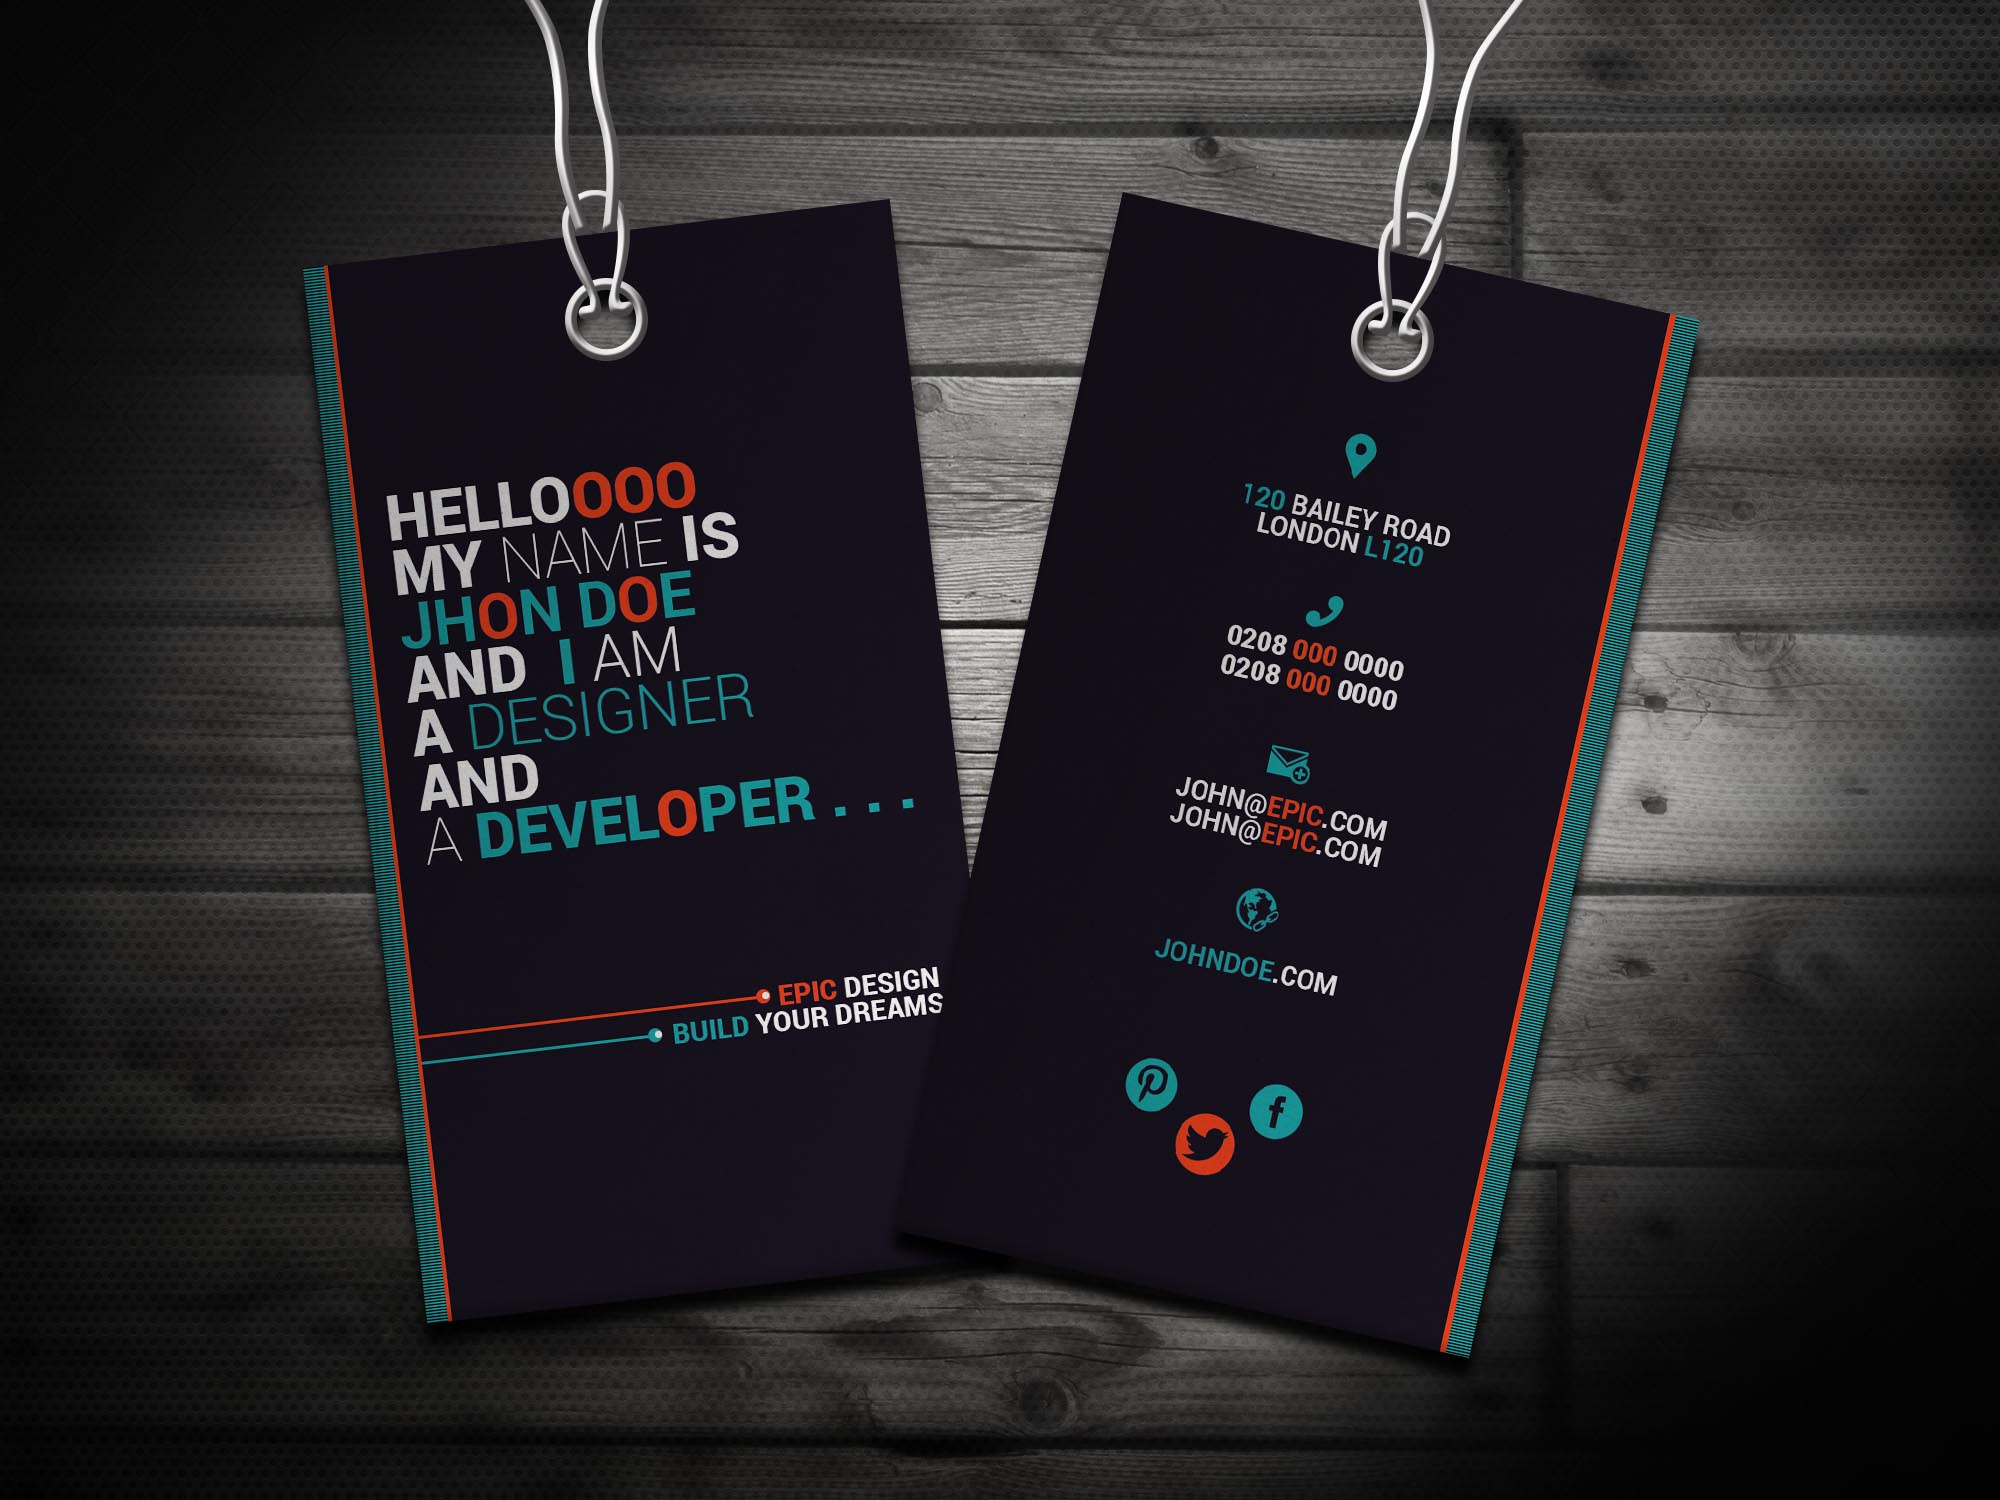 HELLOOOO
MY NAME IS
JHON DOE
AND I AM
A DESIGNER
AND
A DEVELOPER . . .
EPIC DESIGN
BUILD YOUR DREAMS
120 BAILEY ROAD
LONDON L120
0208 000 0000
0208 000 0000
JOHN@EPIC.COM
JOHN@EPIC.COM
JOHNDOE.COM